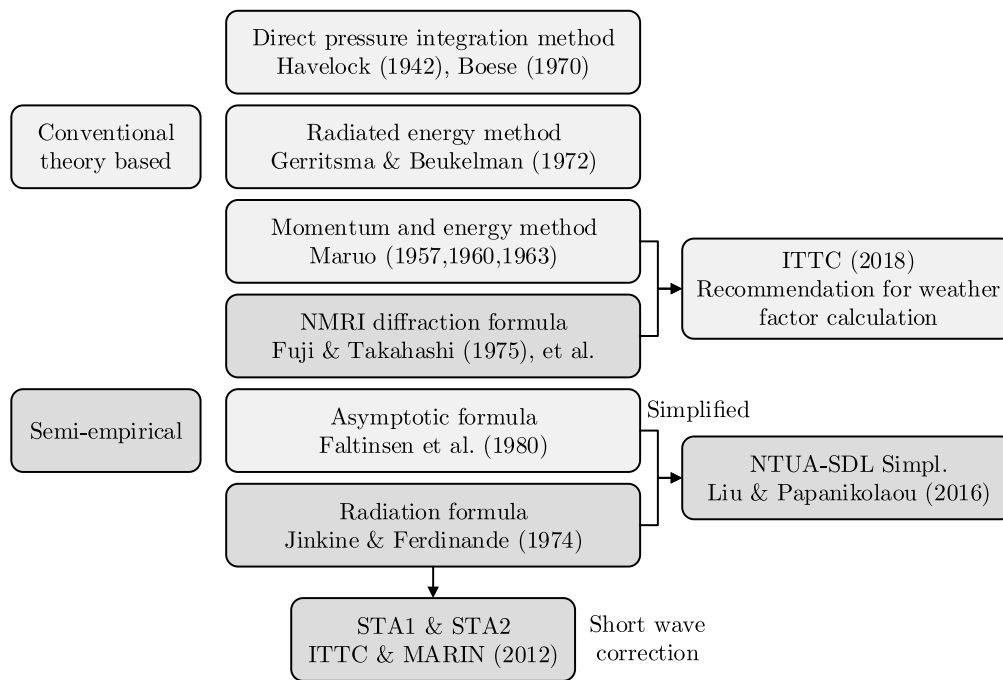 Direct pressure integration method
Havelock (1942), Boese (1970)
Conventional
theory based
Radiated energy method
Gerritsma & Beukelman (1972)
Momentum and energy method
Maruo (1957,1960,1963)
ITTC (2018)
Recommendation for weather
factor calculation
NMRI diffraction formula
Fuji & Takahashi (1975), et al.
Semi-empirical
Asymptotic formula
Faltinsen et al. (1980)
Simplified
NTUA-SDL Simpl.
Liu & Papanikolaou (2016)
Radiation formula
Jinkine & Ferdinande (1974)
STA1 & STA2
ITTC & MARIN (2012)
Short wave
correction